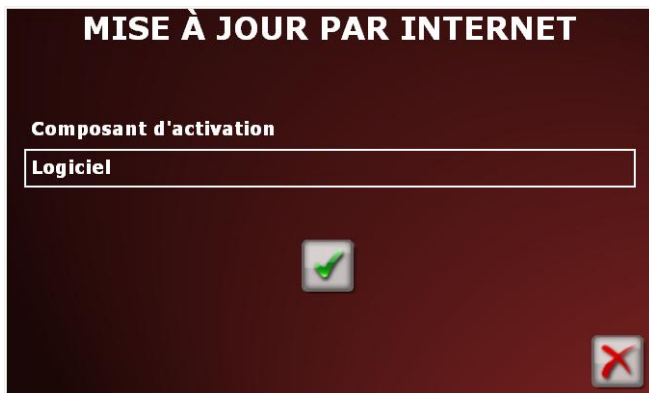 MISE À JOUR PAR INTERNET
Composant d'activation
Logiciel